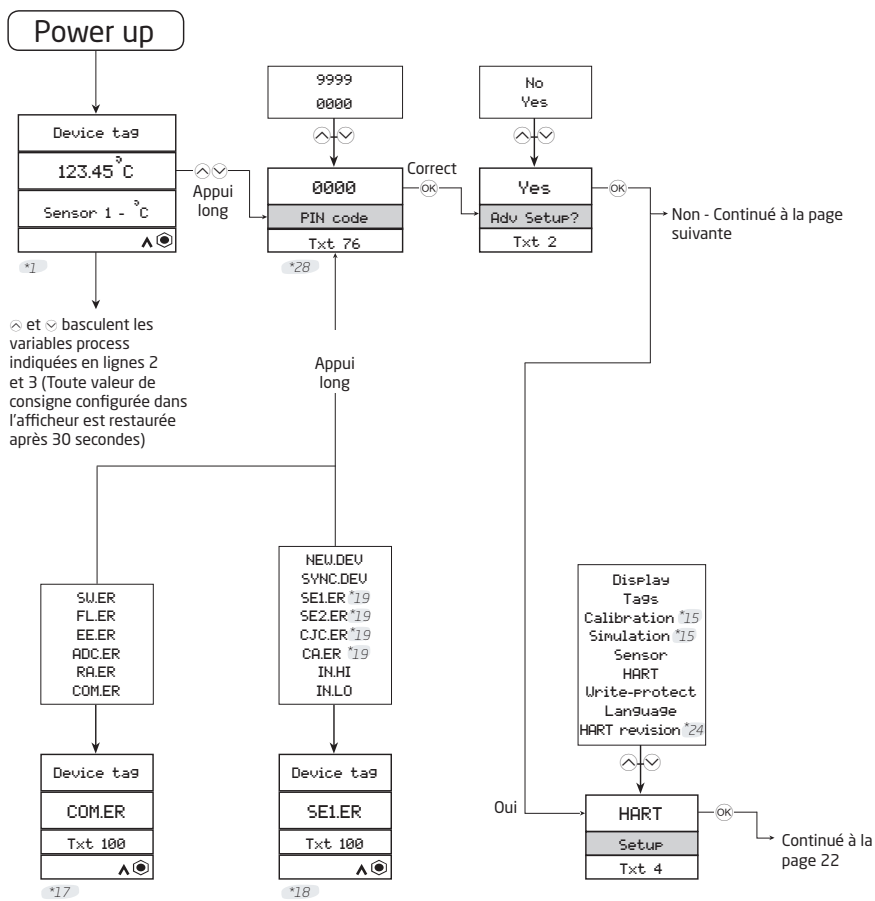 Power up
Device tag
123.45 °C
Sensor 1 - °C
*1
Appui
long
9999
0000
0000
PIN code
Txt 76
*28
Correct
OK
No
Yes
Yes
Adv Setup?
Txt 2
OK
Non - Continué à la page
suivante
et basculent les
variables process
indiquées en lignes 2
et 3 (Toute valeur de
consigne configurée dans
l'afficheur est restaurée
après 30 secondes)
Appui
long
SW.ER
FL.ER
EE.ER
ADC.ER
RA.ER
COM.ER
Device tag
COM.ER
Txt 100
*17
NEW.DEV
SYNC.DEV
SE1.ER *19
SE2.ER *19
CJC.ER *19
CA.ER *19
IN.HI
IN.LO
Device tag
SE1.ER
Txt 100
*18
Display
Tags
Calibration *15
Simulation *15
Sensor
HART
Write-protect
Language
HART revision *24
Oui
HART
Setup
Txt 4
OK
Continué à la
page 22